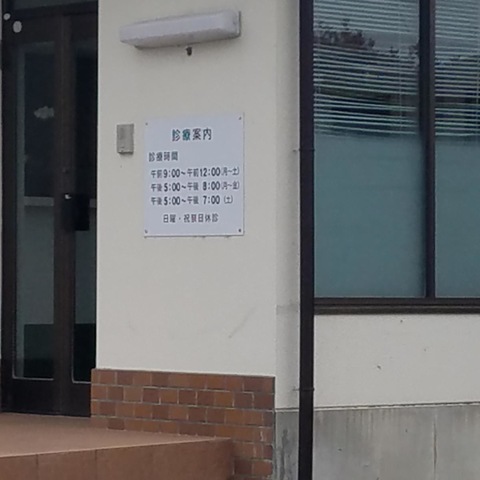 診療案内
診療時間
午前9:00～午前12:00(月～土)
午後5:00～午後 8:00(月～金)
午後5:00～午後 7:00 (土)
日曜・祝祭日休診